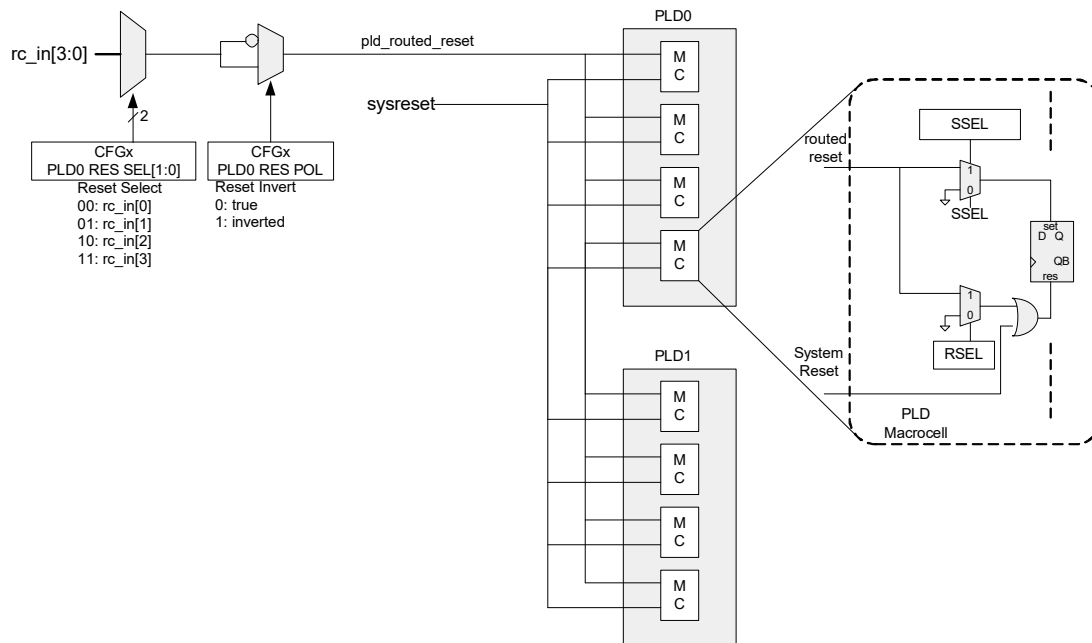 PLD0
rc_in[3:0]
pld_routed_reset
sysreset
2
CFGx
PLD0 RES SEL[1:0]
Reset Select
00: rc_in[0]
01: rc_in[1]
10: rc_in[2]
11: rc_in[3]
CFGx
PLD0 RES POL
Reset Invert
0: true
1: inverted
M
C
M
C
M
C
M
C
PLD1
M
C
M
C
M
C
M
C
routed
reset
SSEL
1
0
SSEL
set
D Q
QB
res
1
0
RSEL
System
Reset
PLD
Macrocell